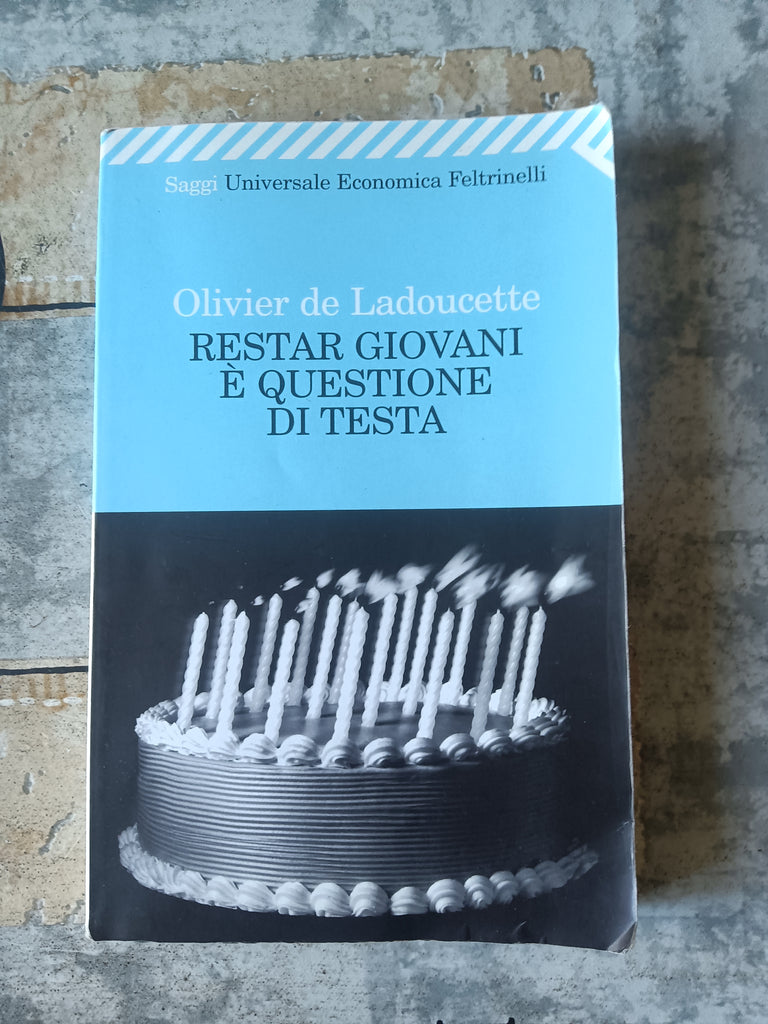 Saggi Universale Economica Feltrinelli
Olivier de Ladoucette
RESTAR GIOVANI
È QUESTIONE
DI TESTA